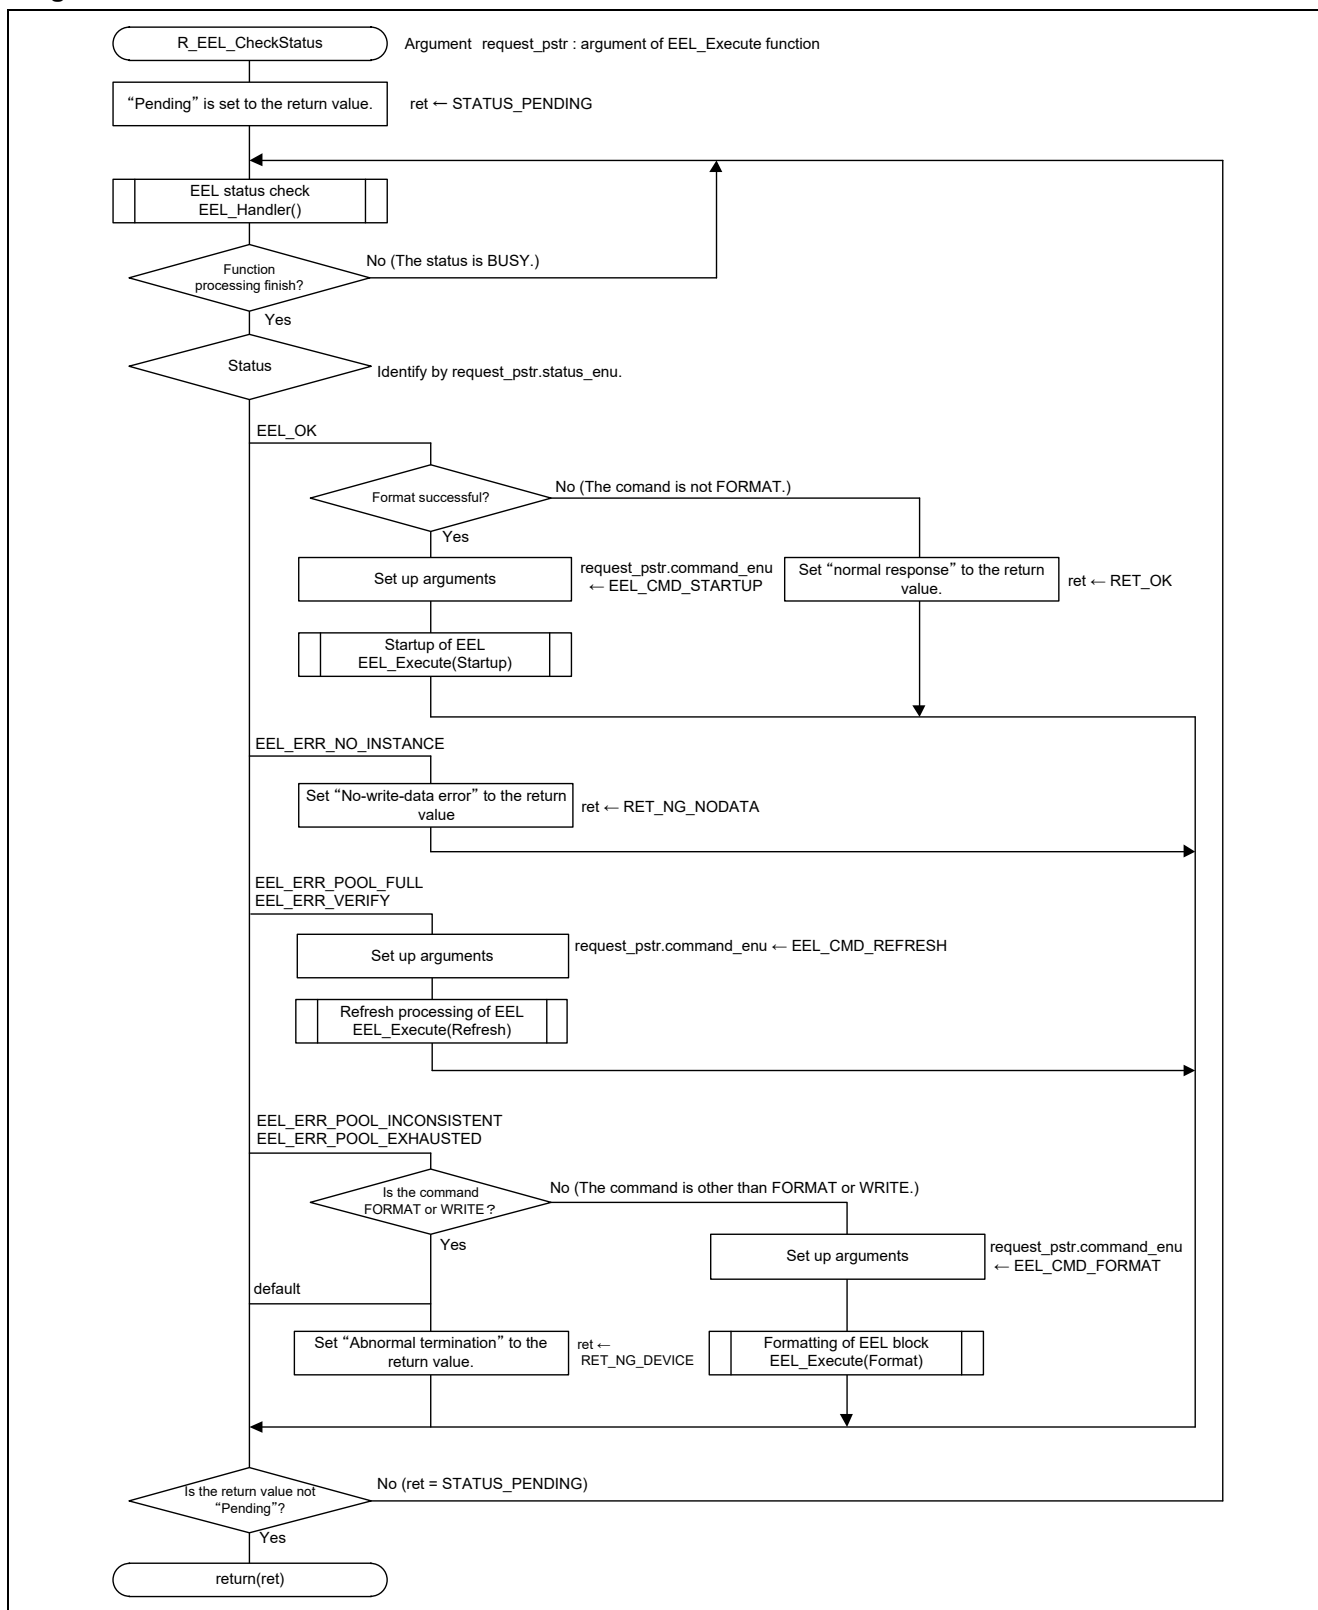 R_EEL_CheckStatus
Argument request_pstr : argument of EEL_Execute function
“Pending” is set to the return value.
ret ← STATUS_PENDING
EEL status check
EEL_Handler()
No (The status is BUSY.)
Function
processing finish?
Yes
Status
Identify by request_pstr.status_enu.
EEL_OK
Format successful?
No (The comand is not FORMAT.)
Yes
Set up arguments
request_pstr.command_enu
← EEL_CMD_STARTUP
Set “normal response” to the return
value.
ret ← RET_OK
Startup of EEL
EEL_Execute(Startup)
EEL_ERR_NO_INSTANCE
Set “No-write-data error” to the return
value
ret ← RET_NG_NODATA
EEL_ERR_POOL_FULL
EEL_ERR_VERIFY
Set up arguments
request_pstr.command_enu ← EEL_CMD_REFRESH
Refresh processing of EEL
EEL_Execute(Refresh)
EEL_ERR_POOL_INCONSISTENT
EEL_ERR_POOL_EXHAUSTED
Is the command
FORMAT or WRITE?
No (The command is other than FORMAT or WRITE.)
Yes
Set up arguments
request_pstr.command_enu
← EEL_CMD_FORMAT
default
Set “Abnormal termination” to the
return value.
ret ←
RET_NG_DEVICE
Formatting of EEL block
EEL_Execute(Format)
Is the return value not
“Pending”?
No (ret = STATUS_PENDING)
Yes
return(ret)